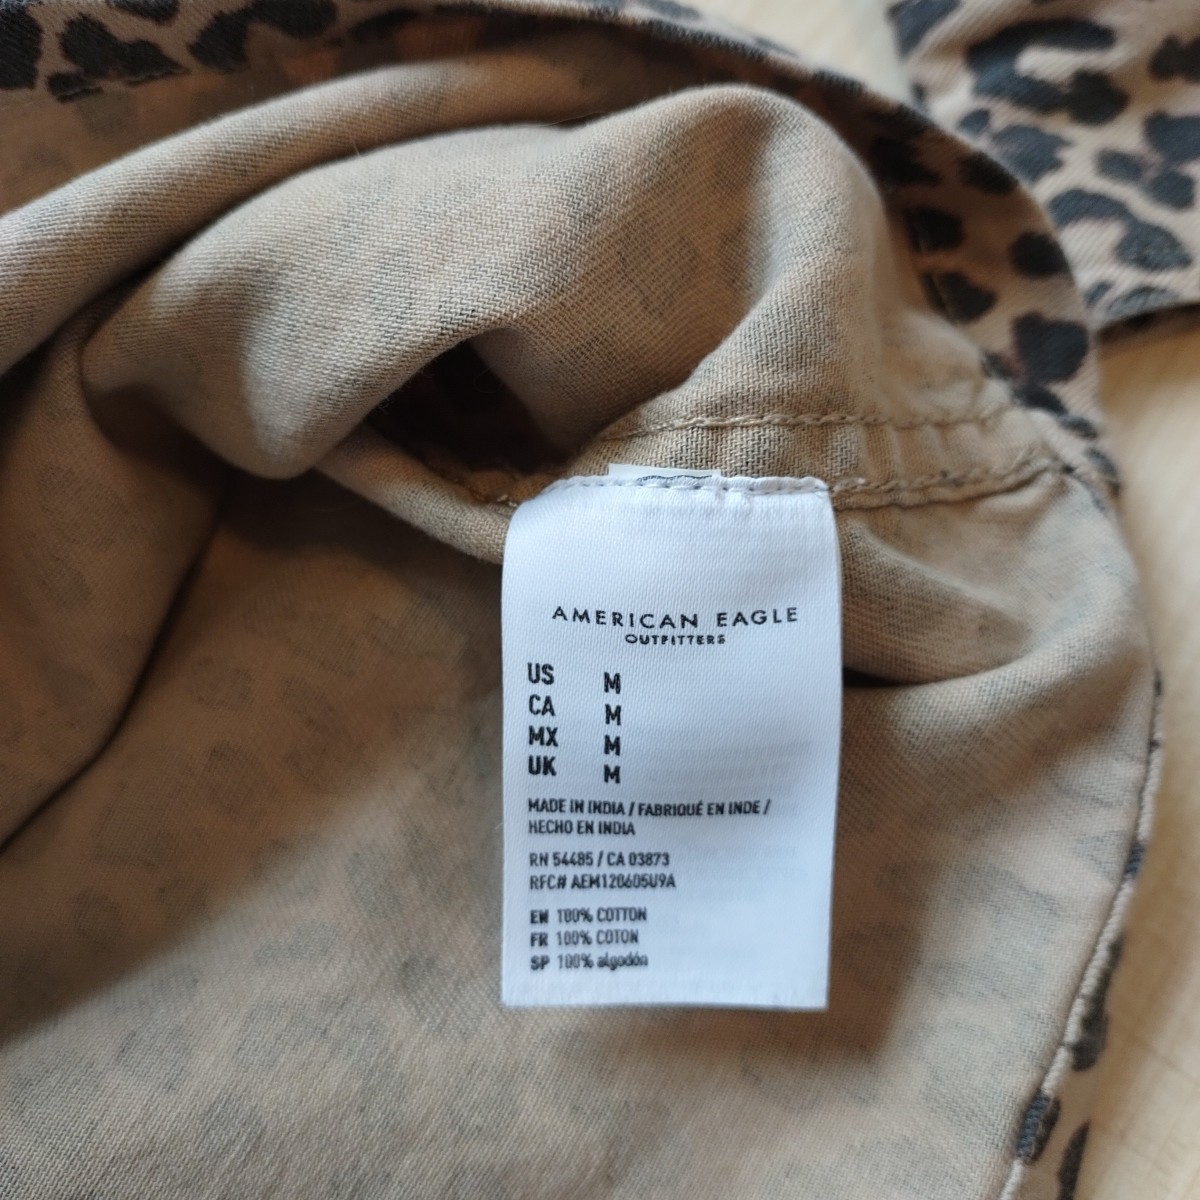 AMERICAN EAGLE
OUTFITTERS
US M
CA M
MX M
UK M
MADE IN INDIA / FABRIQUÉ EN INDE /
HECHO EN INDIA
RN 54485 / CA 03873
RFC# AEM120605U9A
EN 100% COTTON
FR 100% COTON
SP 100% algodón